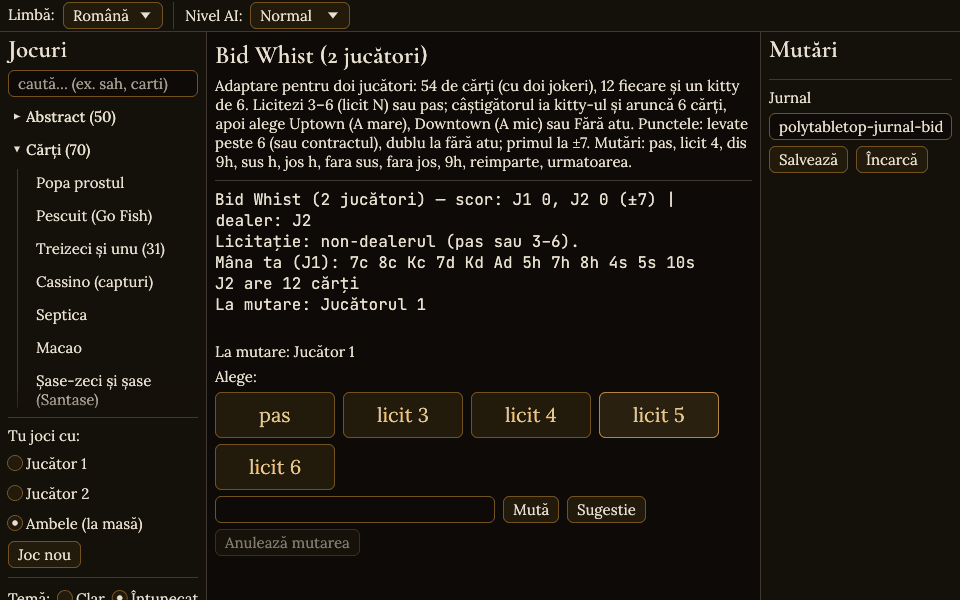 Limbă: Română ▼ Nivel AI: Normal ▼
Jocuri
caută… (ex. sah, carti)
▸ Abstract (50)
▾ Cărți (70)
Popa prostul
Pescuit (Go Fish)
Treizeci și unu (31)
Cassino (capturi)
Septica
Macao
Șase-zeci și șase
(Santase)
Tu joci cu:
Jucător 1
Jucător 2
Ambele (la masă)
Joc nou
Temă: Clar Întunecat
Bid Whist (2 jucători)
Adaptare pentru doi jucători: 54 de cărți (cu doi jokeri), 12 fiecare și un kitty
de 6. Licitezi 3–6 (licit N) sau pas; câștigătorul ia kitty-ul și aruncă 6 cărți,
apoi alege Uptown (A mare), Downtown (A mic) sau Fără atu. Punctele: levate
peste 6 (sau contractul), dublu la fără atu; primul la ±7. Mutări: pas, licit 4, dis
9h, sus h, jos h, fara sus, fara jos, 9h, reimparte, urmatoarea.
Bid Whist (2 jucători) — scor: J1 0, J2 0 (±7) |
dealer: J2
Licitație: non-dealerul (pas sau 3–6).
Mâna ta (J1): 7c 8c Kc 7d Kd Ad 5h 7h 8h 4s 5s 10s
J2 are 12 cărți
La mutare: Jucătorul 1
La mutare: Jucător 1
Alege:
pas licit 3 licit 4 licit 5
licit 6
Mută Sugestie
Anulează mutarea
Mutări
Jurnal
polytabletop-jurnal-bid
Salvează Încarcă